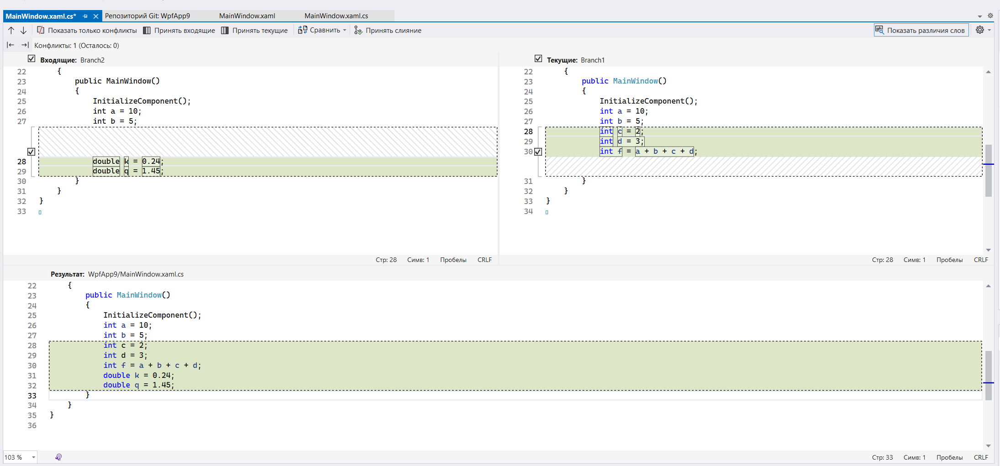 MainWindow.xaml.cs* Репозиторий Git: WpfApp9 MainWindow.xaml MainWindow.xaml.cs
Показать только конфликты Принять входящие Принять текущие Сравнить Принять слияние Показать различия слов
Конфликты: 1 (Осталось: 0)
Входящие: Branch2
22 {
23 public MainWindow()
24 {
25 InitializeComponent();
26 int a = 10;
27 int b = 5;
28 double k = 0.24;
29 double q = 1.45;
30 }
31 }
32 }
33
Стр: 28 Симв: 1 Пробелы CRLF
Текущие: Branch1
22 {
23 public MainWindow()
24 {
25 InitializeComponent();
26 int a = 10;
27 int b = 5;
28 int c = 2;
29 int d = 3;
30 int f = a + b + c + d;
31 }
32 }
33 }
34
Стр: 28 Симв: 1 Пробелы CRLF
Результат: WpfApp9/MainWindow.xaml.cs
22 {
23 public MainWindow()
24 {
25 InitializeComponent();
26 int a = 10;
27 int b = 5;
28 int c = 2;
29 int d = 3;
30 int f = a + b + c + d;
31 double k = 0.24;
32 double q = 1.45;
33 }
34 }
35 }
36
103 % Стр: 33 Симв: 1 Пробелы CRLF